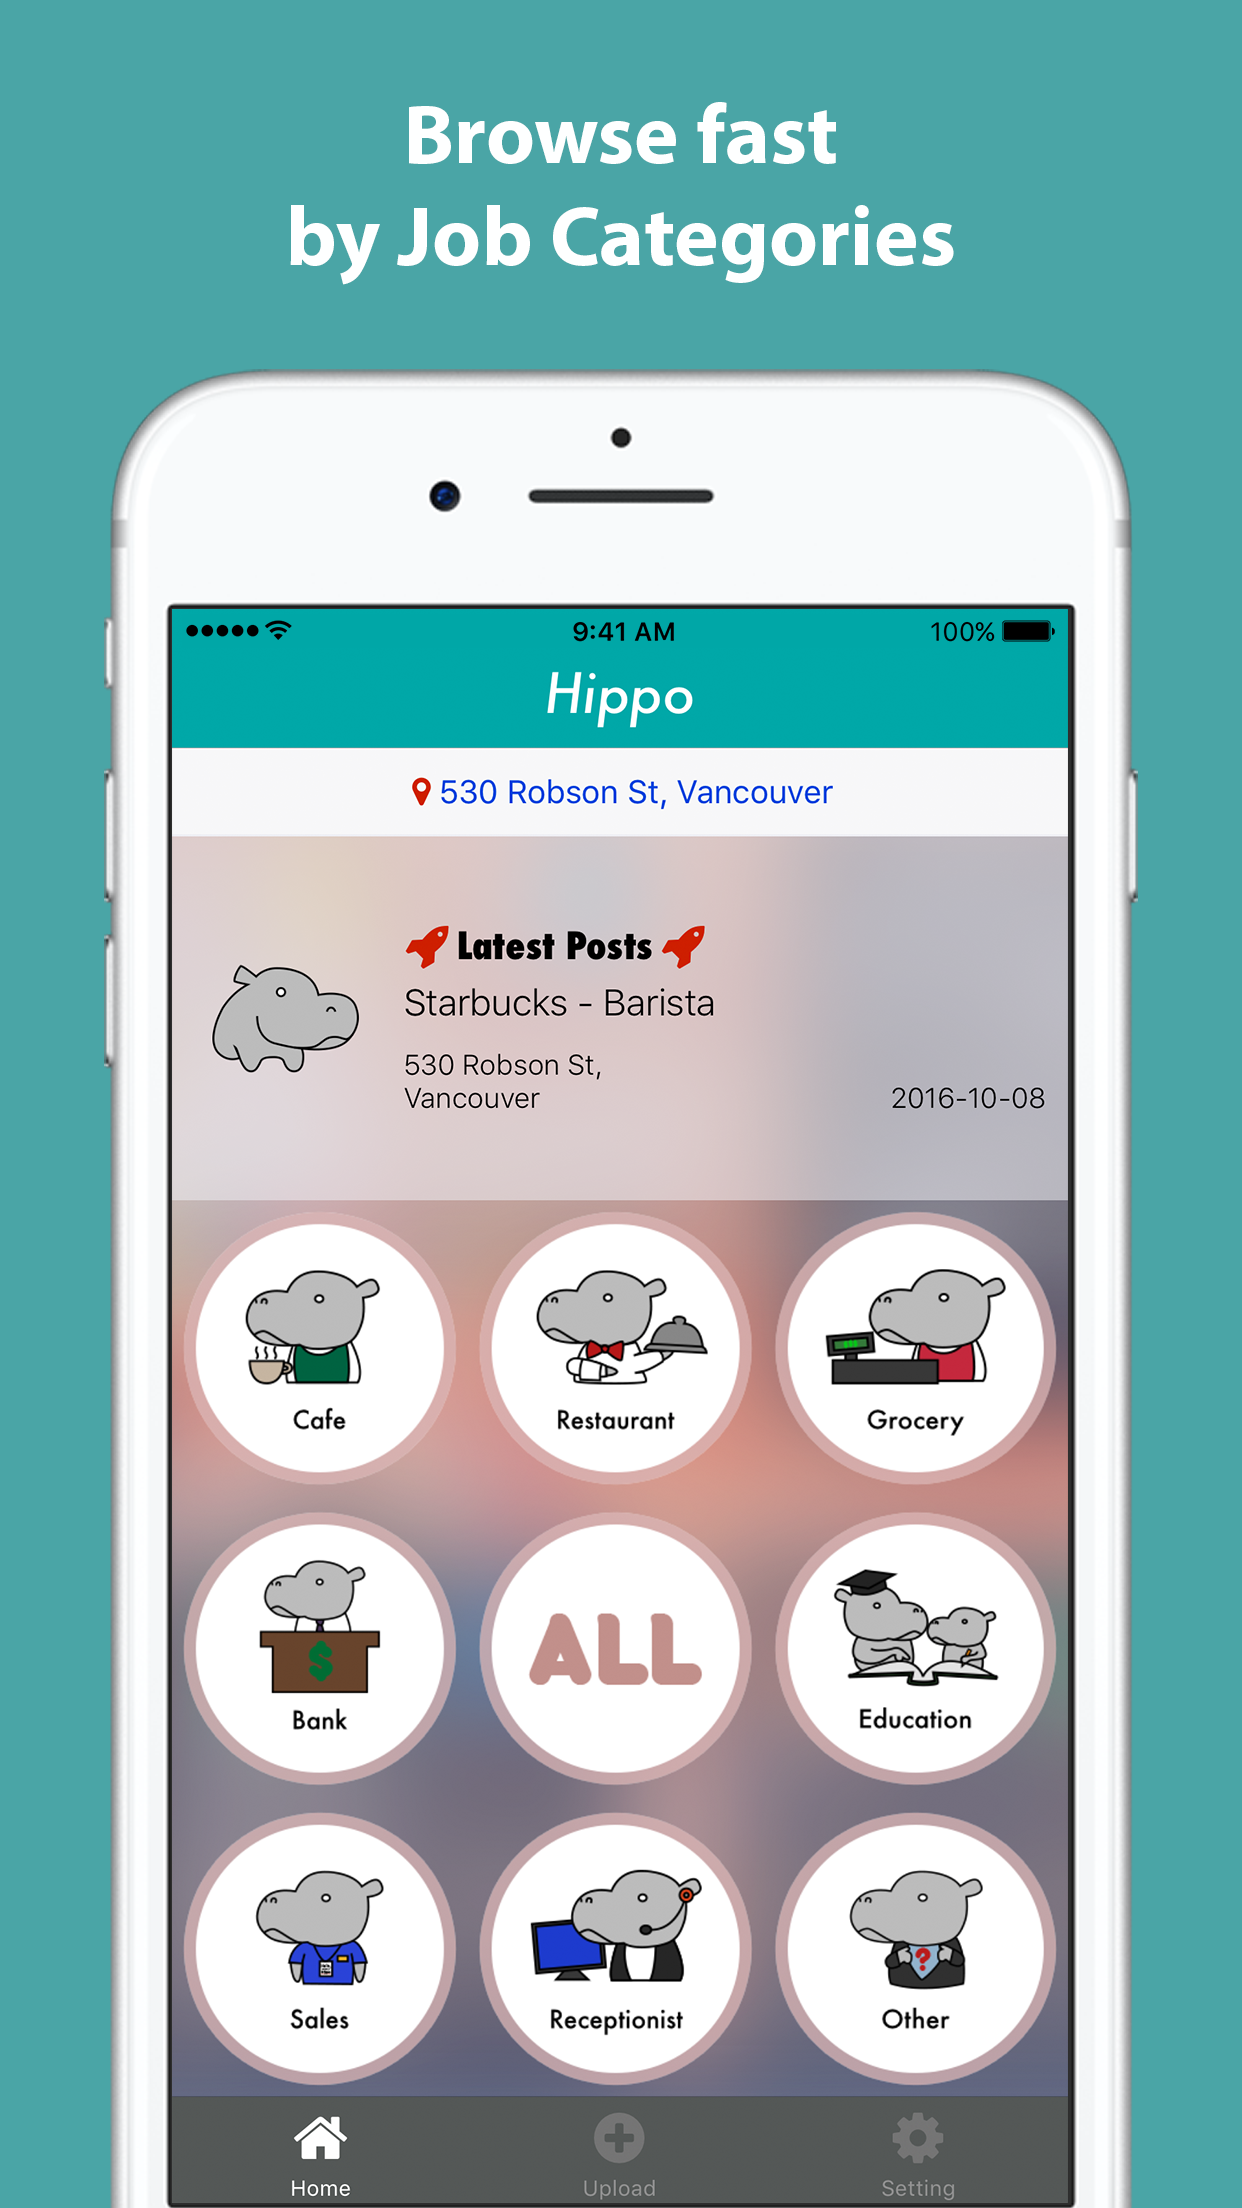 Browse fast
by Job Categories
9:41 AM
100%
Hippo
530 Robson St, Vancouver
Latest Posts
Starbucks - Barista
530 Robson St,
Vancouver
2016-10-08
Cafe
Restaurant
Grocery
$
Bank
ALL
Education
?
Sales
Receptionist
Other
Home
Upload
Setting